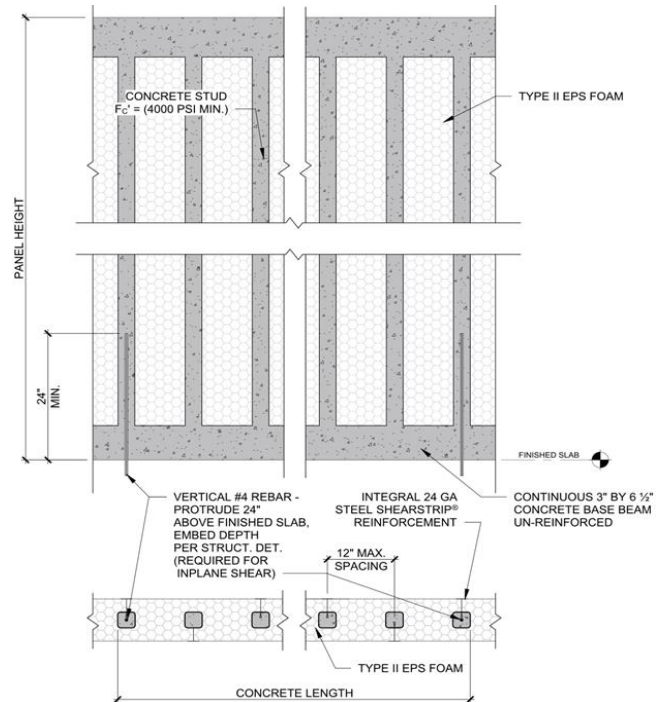 CONCRETE STUD
FC' = (4000 PSI MIN.)
TYPE II EPS FOAM
PANEL HEIGHT
24"
MIN.
FINISHED SLAB
VERTICAL #4 REBAR -
PROTRUDE 24"
ABOVE FINISHED SLAB,
EMBED DEPTH
PER STRUCT. DET.
(REQUIRED FOR
INPLANE SHEAR)
INTEGRAL 24 GA
STEEL SHEARSTRIP®
REINFORCEMENT
CONTINUOUS 3" BY 6 ½"
CONCRETE BASE BEAM
UN-REINFORCED
12" MAX.
SPACING
TYPE II EPS FOAM
CONCRETE LENGTH